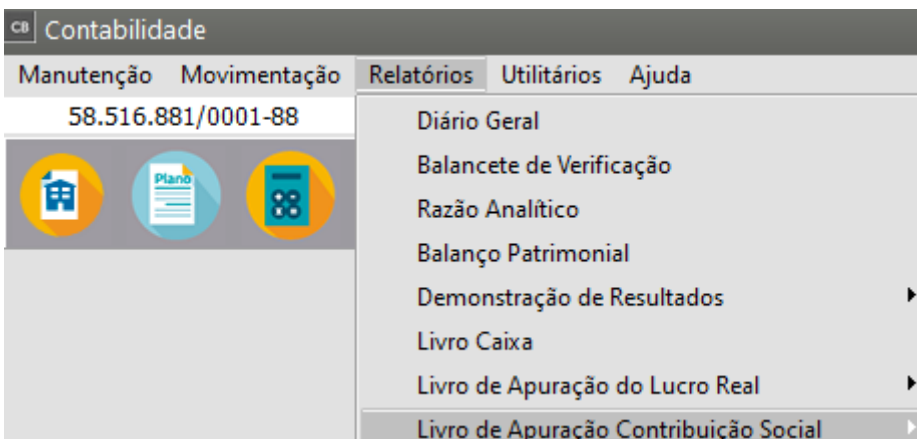 CB Contabilidade
Manutenção Movimentação Relatórios Utilitários Ajuda
58.516.881/0001-88
Plano
Diário Geral
Balancete de Verificação
Razão Analítico
Balanço Patrimonial
Demonstração de Resultados
Livro Caixa
Livro de Apuração do Lucro Real
Livro de Apuração Contribuição Social